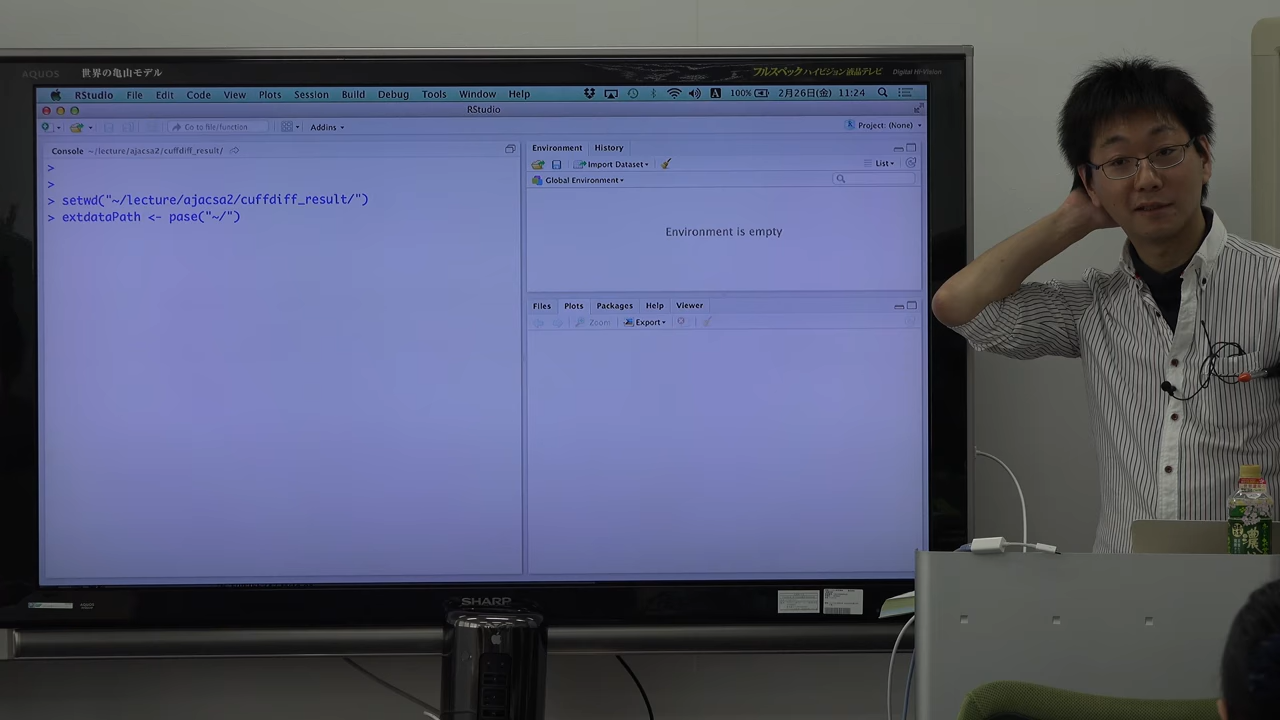 AQUOS 世界の亀山モデル フルスペックハイビジョン液晶テレビ Digital Hi-Vision
RStudio File Edit Code View Plots Session Build Debug Tools Window Help A 100% 2月26日(金) 11:24
RStudio
Go to file/function Addins Project: (None)
Console ~/lecture/ajacsa2/cuffdiff_result/
>
>
> setwd("~/lecture/ajacsa2/cuffdiff_result/")
> extdataPath <- pase("~/")
Environment History
Import Dataset List
Global Environment
Environment is empty
Files Plots Packages Help Viewer
Zoom Export
SHARP